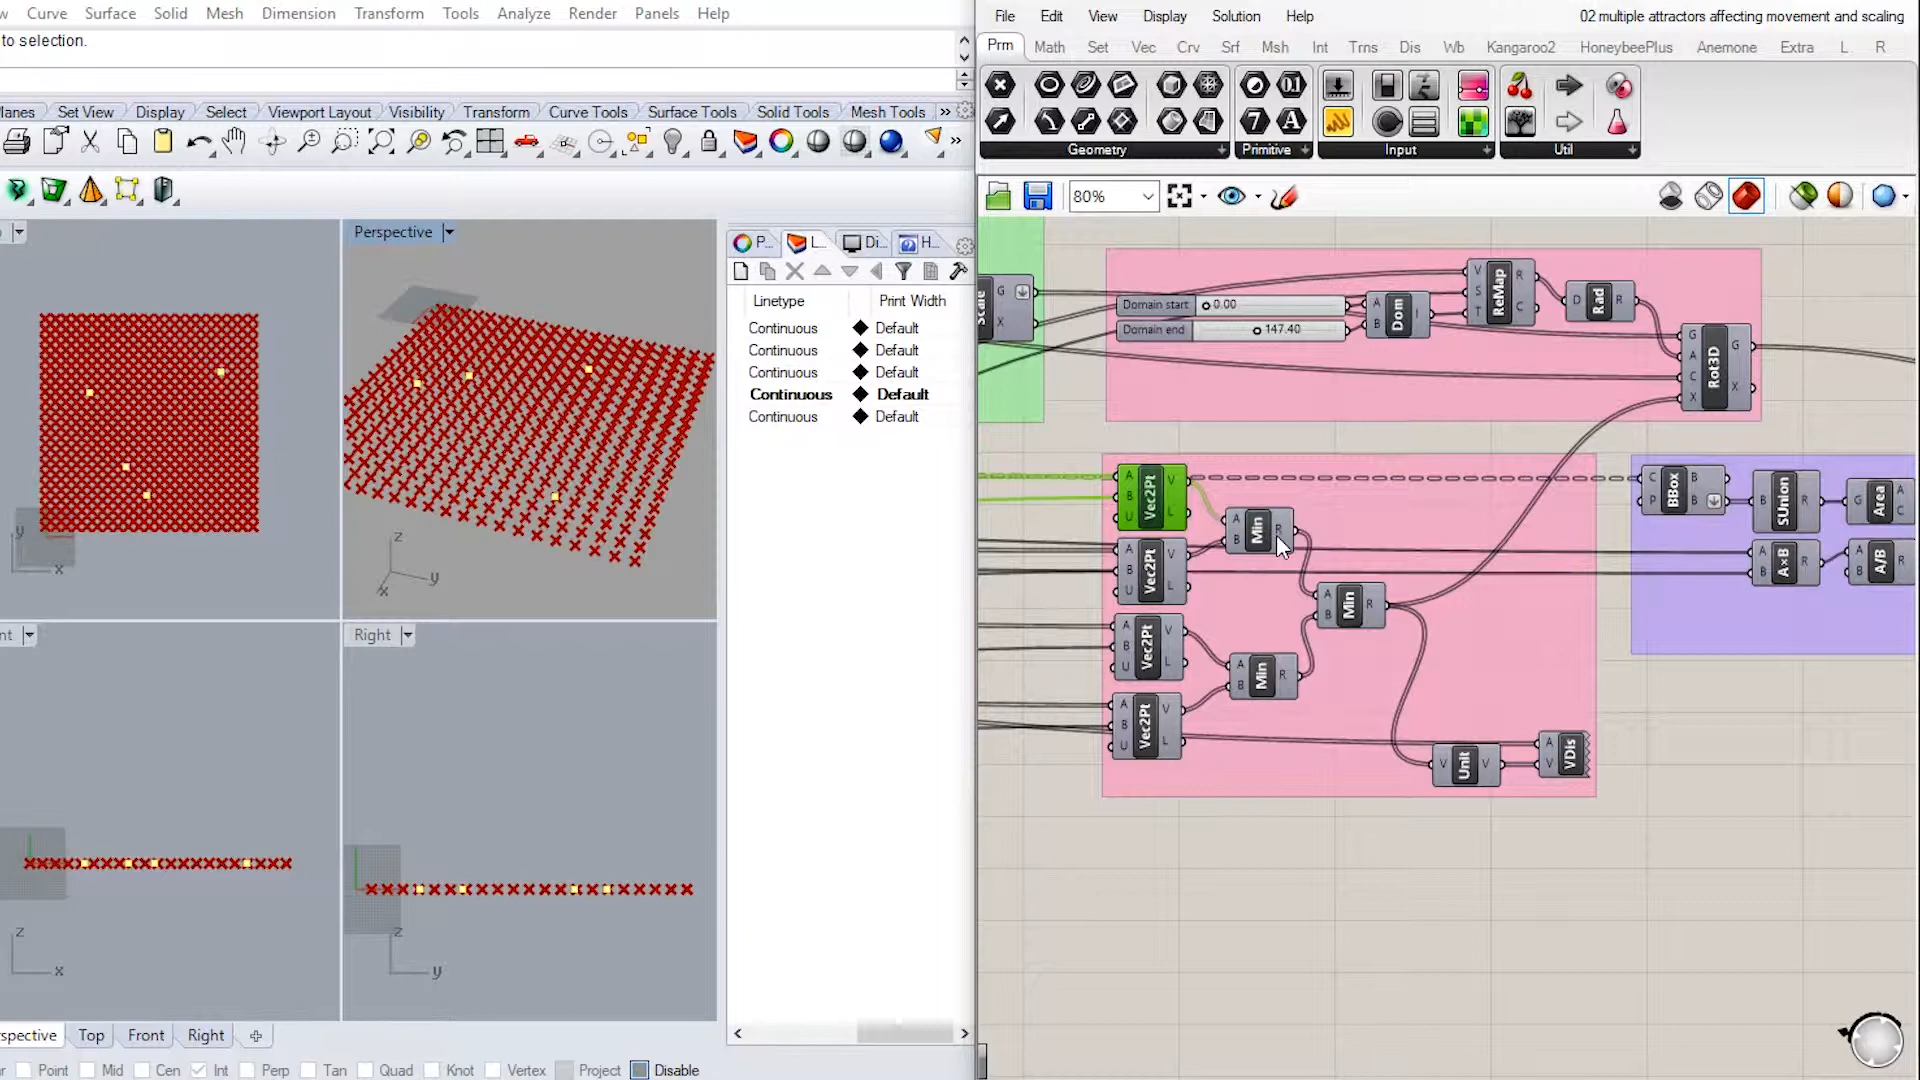 Curve Surface Solid Mesh Dimension Transform Tools Analyze Render Panels Help
to selection.
Set View Display Select Viewport Layout Visibility Transform Curve Tools Surface Tools Solid Tools Mesh Tools »
»
Perspective
P... L... Di... H...
Linetype Print Width
Continuous Default
Continuous Default
Continuous Default
Continuous Default
Continuous Default
y x
z y x
Right
z x
z y
Top Front Right
Point Mid Cen Int Perp Tan Quad Knot Vertex Project Disable
File Edit View Display Solution Help 02 multiple attractors affecting movement and scaling
Prm Math Set Vec Crv Srf Msh Int Trns Dis Wb Kangaroo2 HoneybeePlus Anemone Extra L R
Geometry Primitive Input Util
80%
Scale G X
Domain start 0.00
Domain end 147.40
A B Dom I
V S T ReMap R C
D Rad R
G A C X Rot3D G X
A B U Vec2Pt V L
A B U Vec2Pt V L
A B U Vec2Pt V L
A B U Vec2Pt V L
A B Min R
A B Min R
A B Min R
V Unit V
A V VDis
C P BBox B B
B SUnion R
G Area A C
A B A×B R
A B A/B R